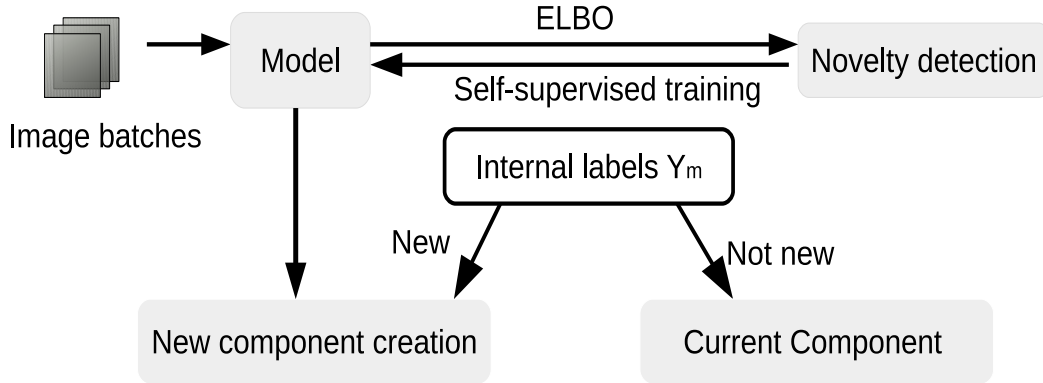 ELBO
Model
Novelty detection
Self-supervised training
Image batches
Internal labels Yₘ
New
Not new
New component creation
Current Component